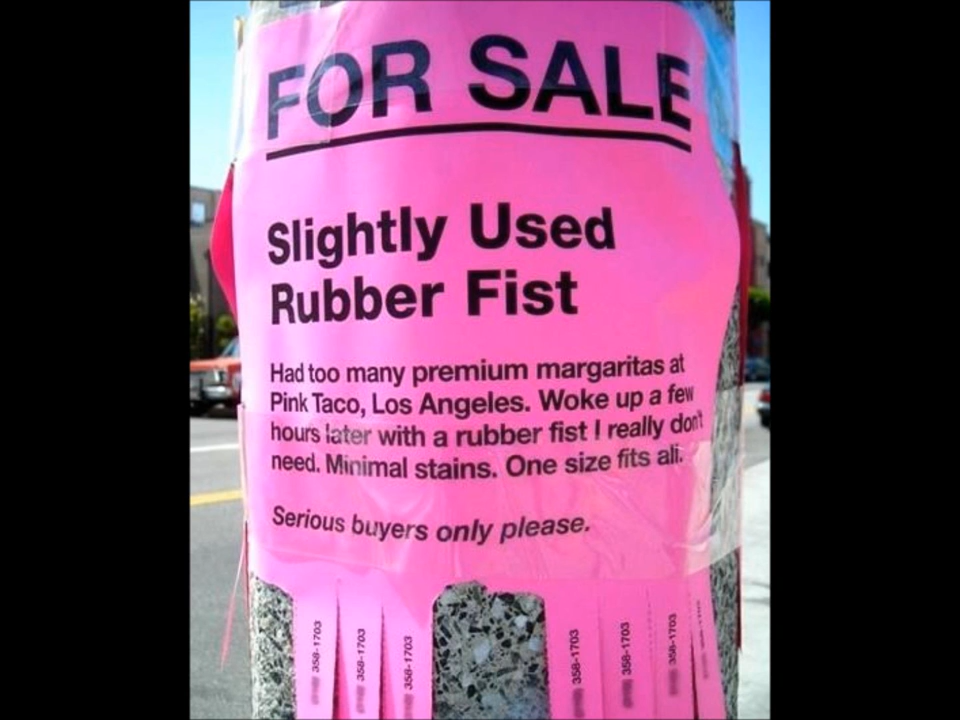 FOR SALE
Slightly Used
Rubber Fist
Had too many premium margaritas at
Pink Taco, Los Angeles. Woke up a few
hours later with a rubber fist I really don't
need. Minimal stains. One size fits all.
Serious buyers only please.
358-1703
358-1703
358-1703
358-1703
358-1703
358-1703